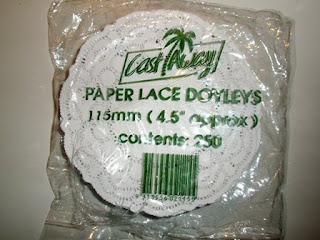 Cast Away
PAPER LACE DOYLEYS
115mm ( 4.5" approx )
contents: 250